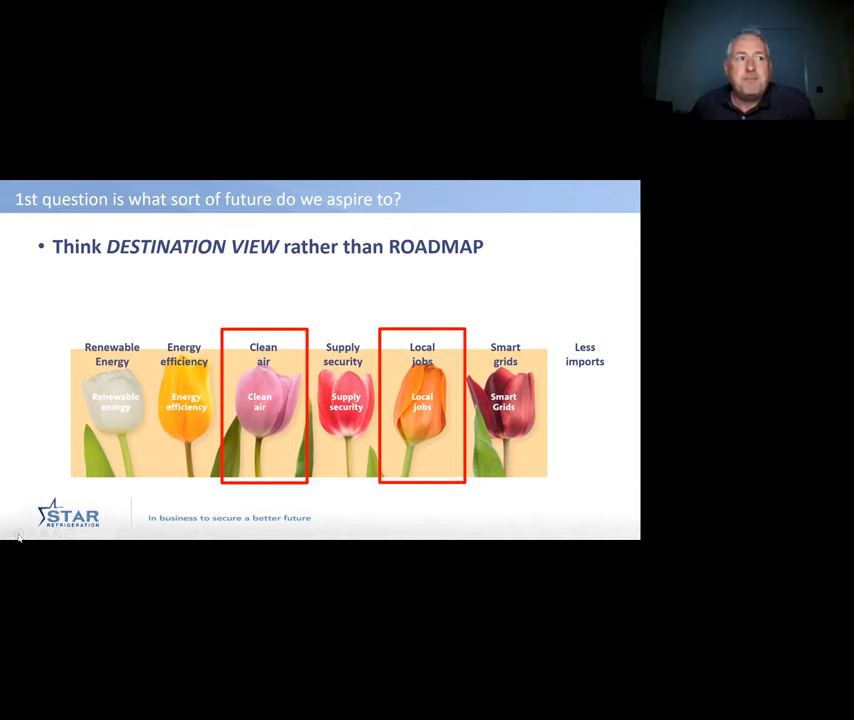 1st question is what sort of future do we aspire to?
• Think DESTINATION VIEW rather than ROADMAP
Renewable
Energy
Energy
efficiency
Clean
air
Supply
security
Local
jobs
Smart
grids
Less
imports
Renewable
energy
Energy
efficiency
Clean
air
Supply
security
Local
jobs
Smart
Grids
STAR
REFRIGERATION
In business to secure a better future